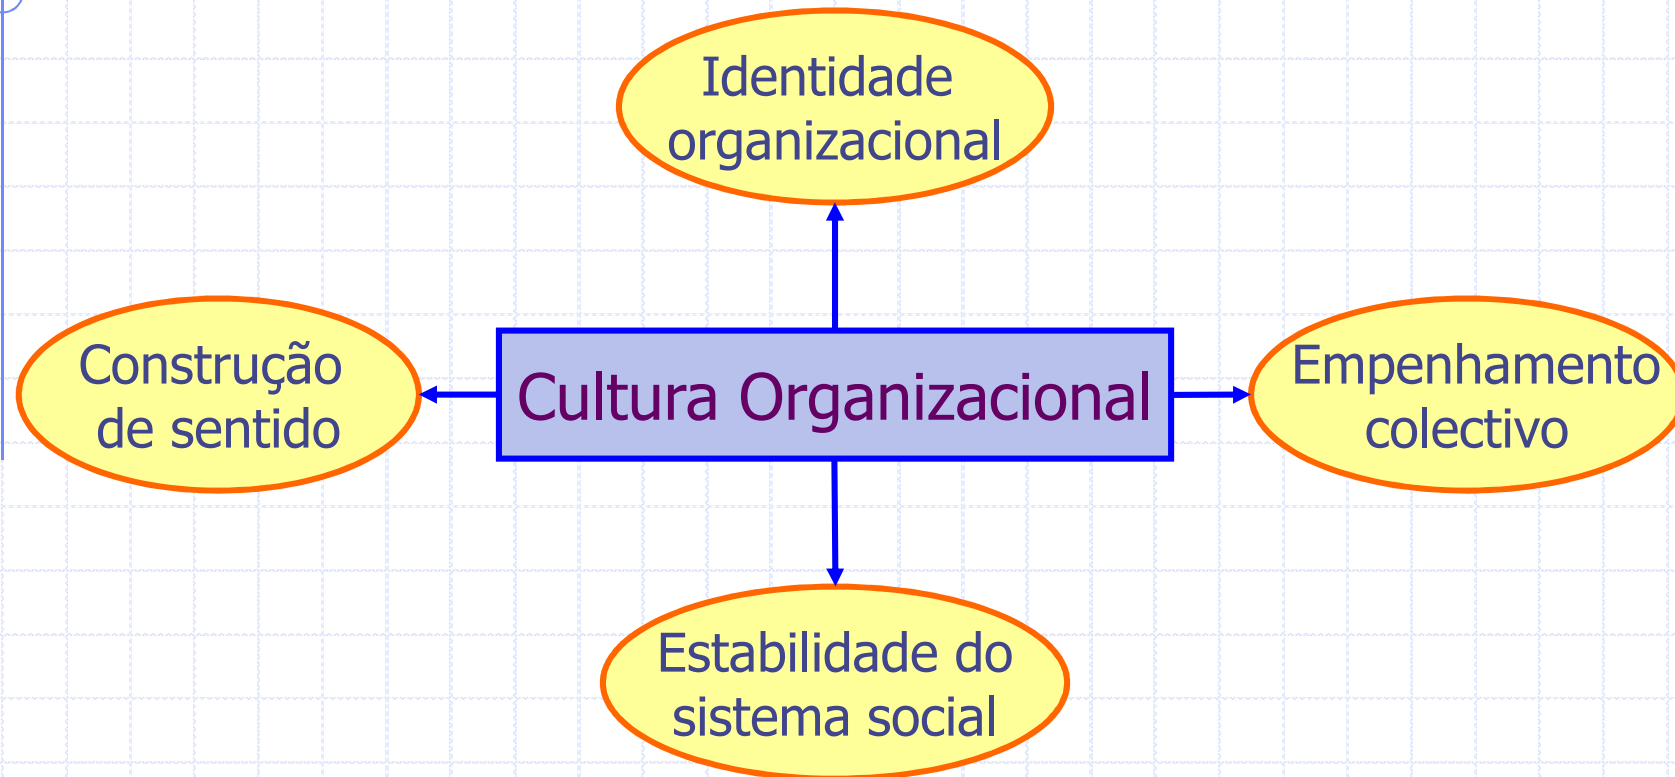 Identidade
organizacional
Construção
de sentido
Cultura Organizacional
Empenhamento
colectivo
Estabilidade do
sistema social